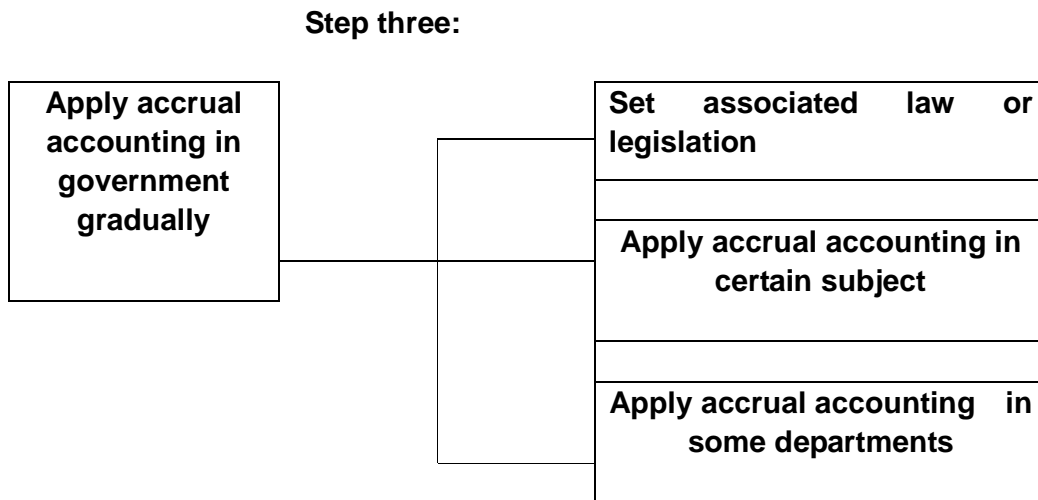 Step three:
Apply accrual
accounting in
government
gradually
Set associated law or
legislation
Apply accrual accounting in
certain subject
Apply accrual accounting in
some departments